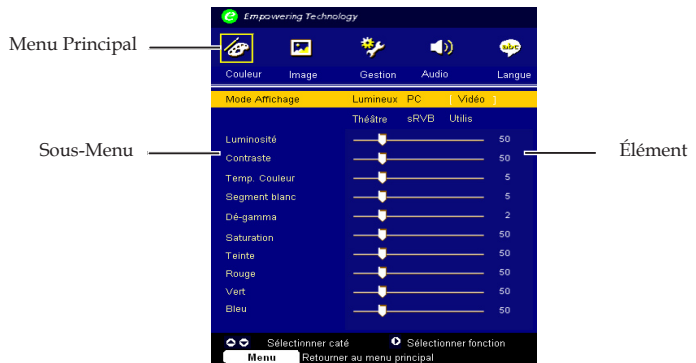 Empowering Technology
Menu Principal
Couleur Image Gestion Audio Langue
Mode Affichage Lumineux PC [ Vidéo ]
Théâtre sRVB Utilis
Luminosité 50
Sous-Menu
Élément
Contraste 50
Temp. Couleur 5
Segment blanc 5
Dé-gamma 2
Saturation 50
Teinte 50
Rouge 50
Vert 50
Bleu 50
Sélectinner caté Sélectionner fonction
Menu Retourner au menu principal